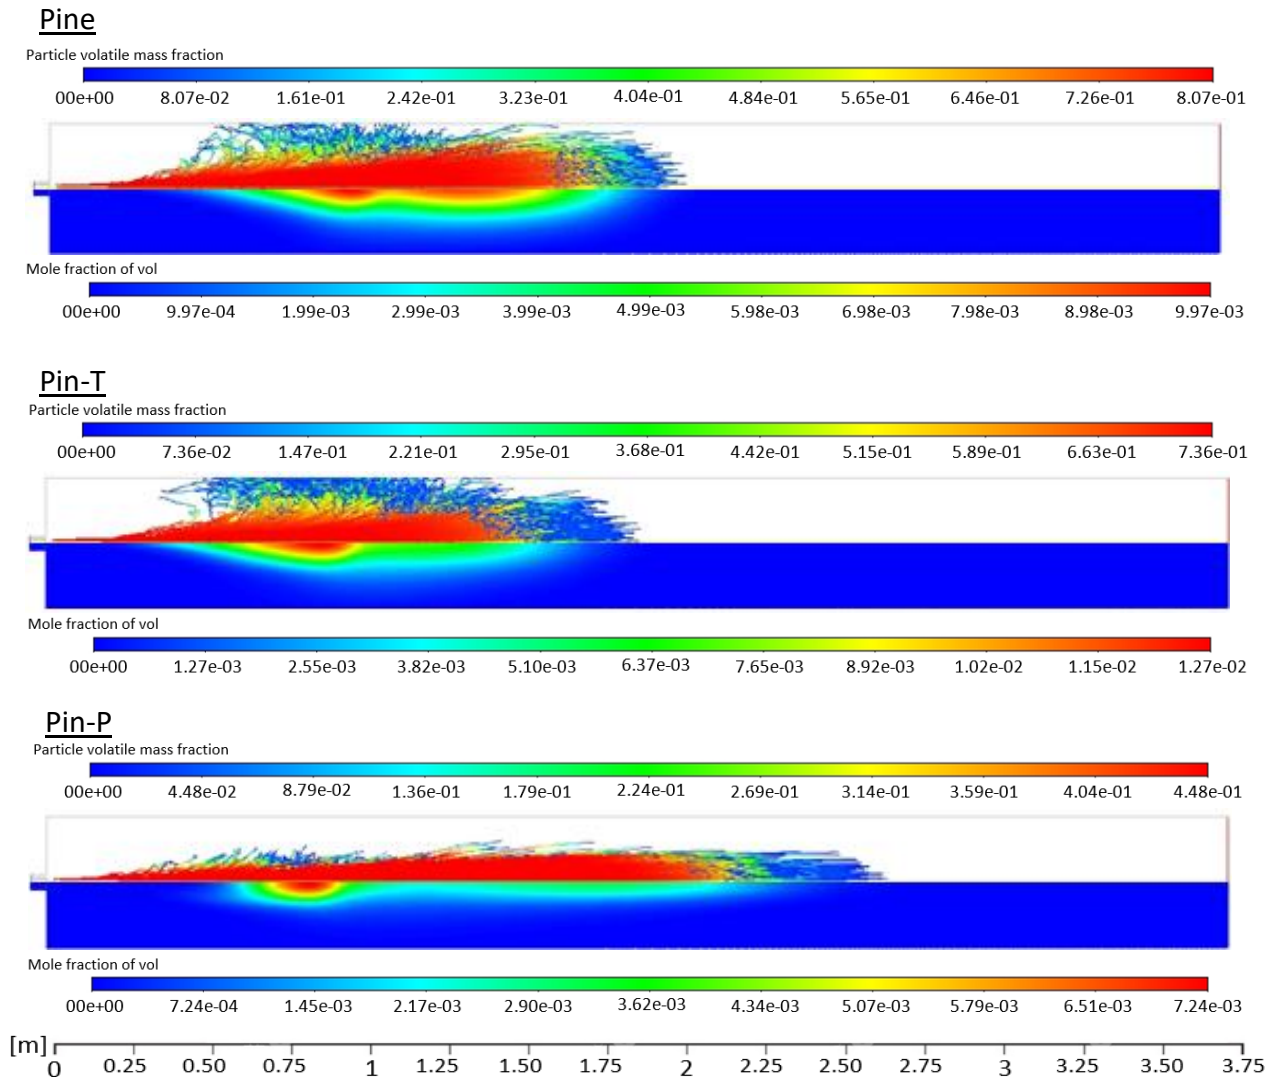 Pine
Particle volatile mass fraction
00e+00 8.07e-02 1.61e-01 2.42e-01 3.23e-01 4.04e-01 4.84e-01 5.65e-01 6.46e-01 7.26e-01 8.07e-01
Mole fraction of vol
00e+00 9.97e-04 1.99e-03 2.99e-03 3.99e-03 4.99e-03 5.98e-03 6.98e-03 7.98e-03 8.98e-03 9.97e-03
Pin-T
Particle volatile mass fraction
00e+00 7.36e-02 1.47e-01 2.21e-01 2.95e-01 3.68e-01 4.42e-01 5.15e-01 5.89e-01 6.63e-01 7.36e-01
Mole fraction of vol
00e+00 1.27e-03 2.55e-03 3.82e-03 5.10e-03 6.37e-03 7.65e-03 8.92e-03 1.02e-02 1.15e-02 1.27e-02
Pin-P
Particle volatile mass fraction
00e+00 4.48e-02 8.79e-02 1.36e-01 1.79e-01 2.24e-01 2.69e-01 3.14e-01 3.59e-01 4.04e-01 4.48e-01
Mole fraction of vol
00e+00 7.24e-04 1.45e-03 2.17e-03 2.90e-03 3.62e-03 4.34e-03 5.07e-03 5.79e-03 6.51e-03 7.24e-03
[m] 0 0.25 0.50 0.75 1 1.25 1.50 1.75 2 2.25 2.50 2.75 3 3.25 3.50 3.75